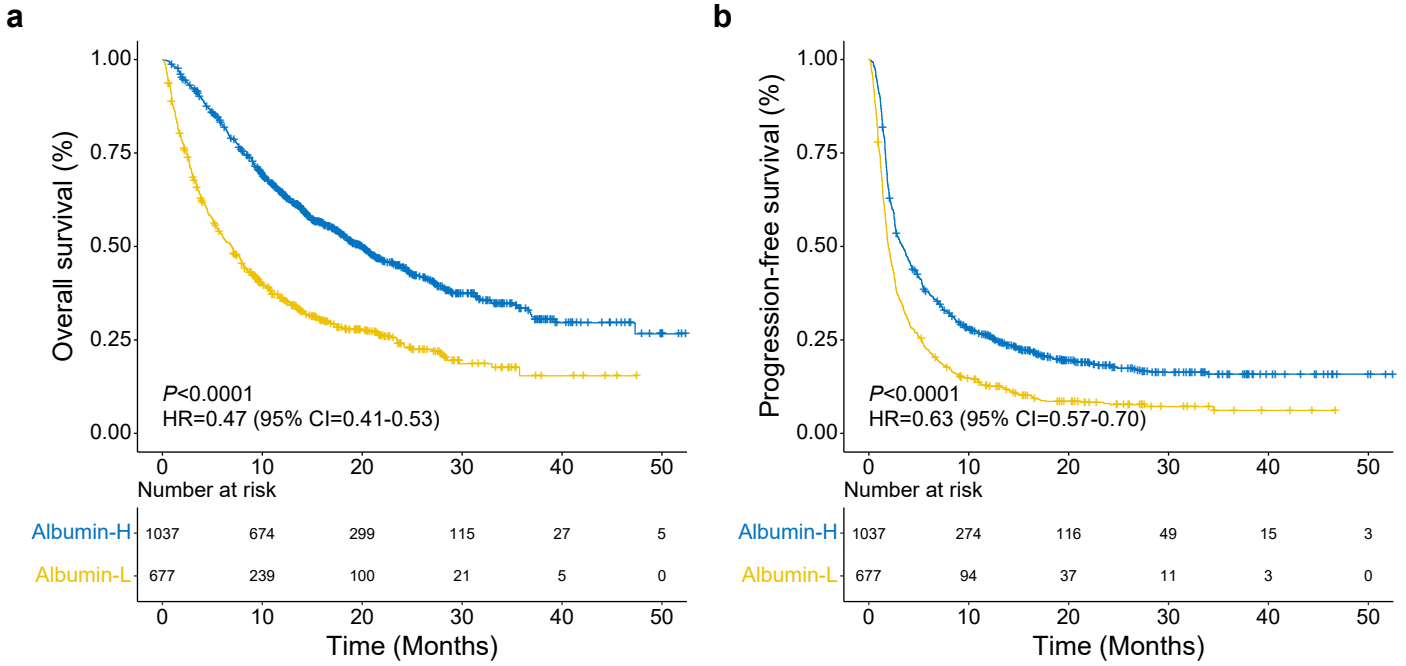 a
Overall survival (%)
1.00
0.75
0.50
0.25
0.00
P<0.0001
HR=0.47 (95% CI=0.41-0.53)
0 10 20 30 40 50
Number at risk
Albumin-H 1037 674 299 115 27 5
Albumin-L 677 239 100 21 5 0
0 10 20 30 40 50
Time (Months)
b
Progression-free survival (%)
1.00
0.75
0.50
0.25
0.00
P<0.0001
HR=0.63 (95% CI=0.57-0.70)
0 10 20 30 40 50
Number at risk
Albumin-H 1037 274 116 49 15 3
Albumin-L 677 94 37 11 3 0
0 10 20 30 40 50
Time (Months)